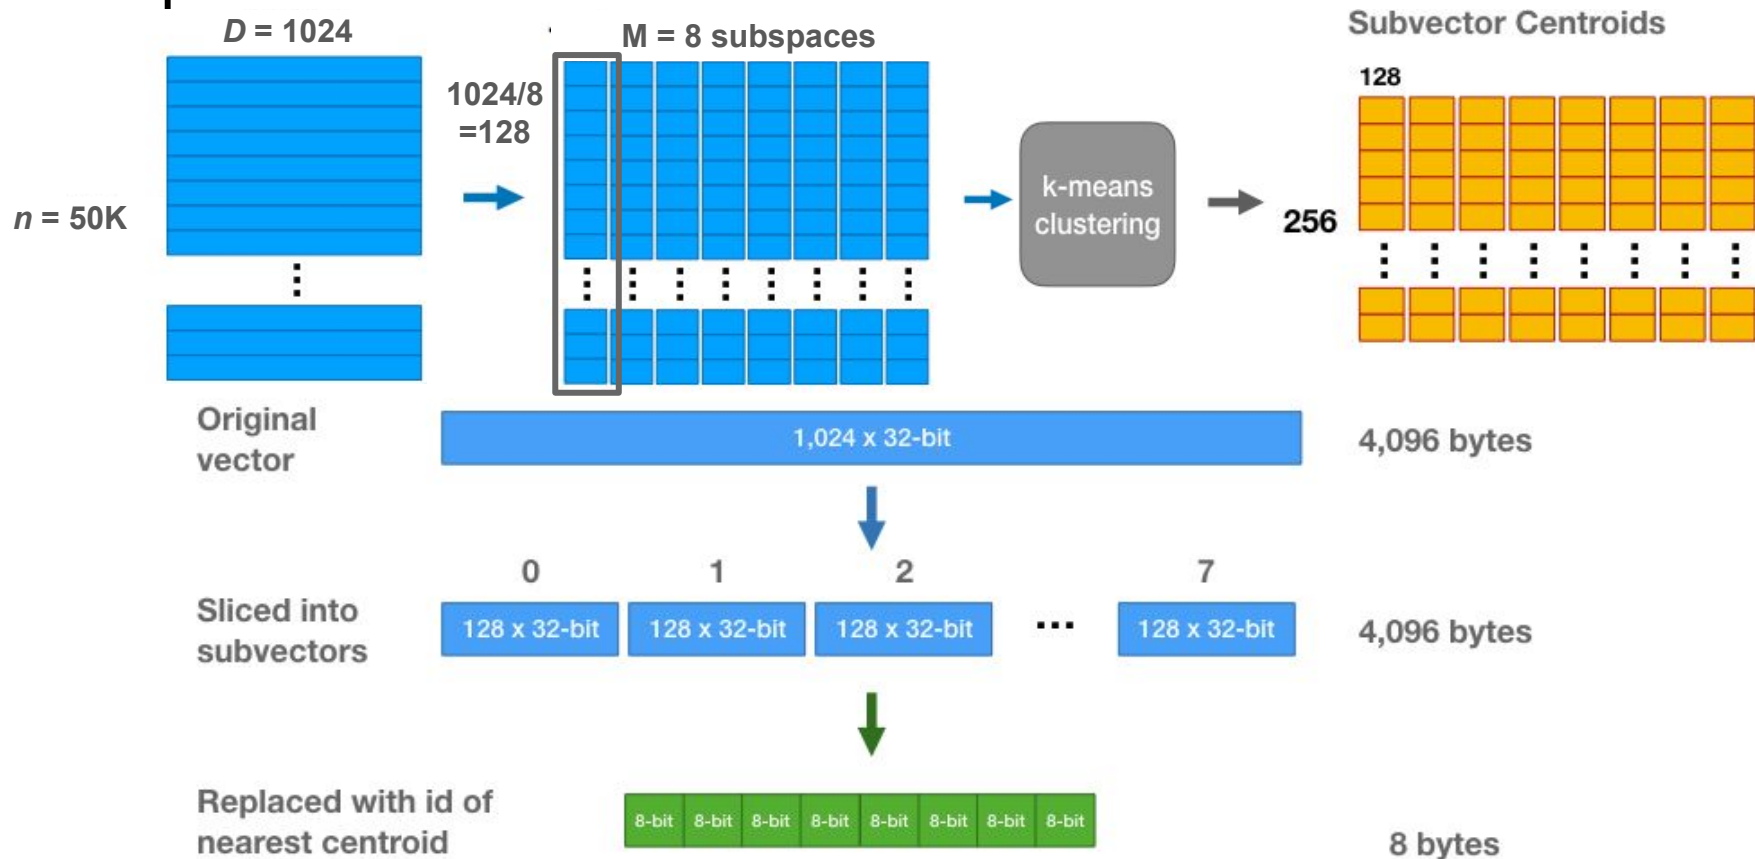 D = 1024
M = 8 subspaces
Subvector Centroids
1024/8
=128
128
n = 50K
k-means
clustering
256
Original
vector
1,024 x 32-bit
4,096 bytes
0 1 2 7
Sliced into
subvectors
128 x 32-bit 128 x 32-bit 128 x 32-bit ... 128 x 32-bit
4,096 bytes
Replaced with id of
nearest centroid
8-bit 8-bit 8-bit 8-bit 8-bit 8-bit 8-bit 8-bit
8 bytes